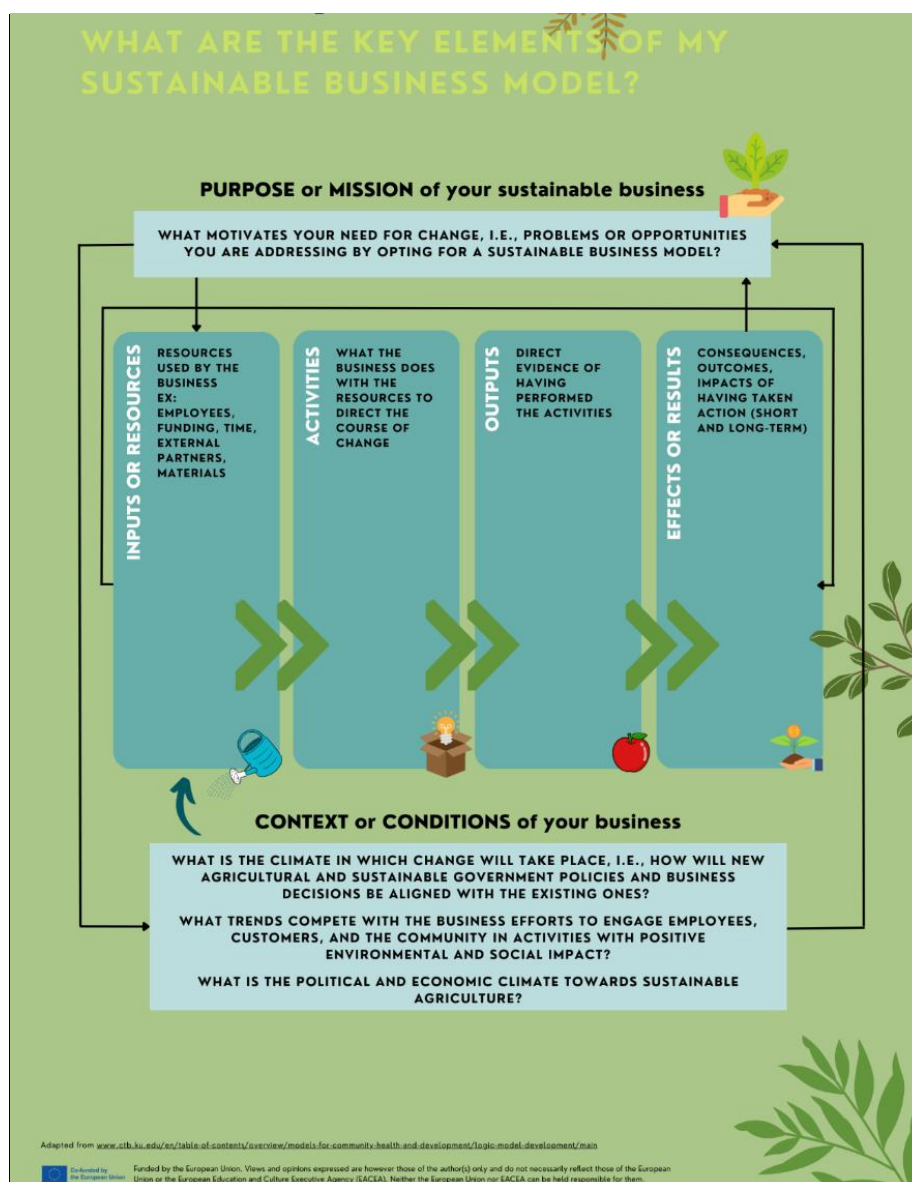 WHAT ARE THE KEY ELEMENTS OF MY
SUSTAINABLE BUSINESS MODEL?
PURPOSE or MISSION of your sustainable business
WHAT MOTIVATES YOUR NEED FOR CHANGE, I.E., PROBLEMS OR OPPORTUNITIES
YOU ARE ADDRESSING BY OPTING FOR A SUSTAINABLE BUSINESS MODEL?
INPUTS OR RESOURCES
RESOURCES
USED BY THE
BUSINESS
EX:
EMPLOYEES,
FUNDING, TIME,
EXTERNAL
PARTNERS,
MATERIALS
ACTIVITIES
WHAT THE
BUSINESS DOES
WITH THE
RESOURCES TO
DIRECT THE
COURSE OF
CHANGE
OUTPUTS
DIRECT
EVIDENCE OF
HAVING
PERFORMED
THE ACTIVITIES
EFFECTS OR RESULTS
CONSEQUENCES,
OUTCOMES,
IMPACTS OF
HAVING TAKEN
ACTION (SHORT
AND LONG-TERM)
CONTEXT or CONDITIONS of your business
WHAT IS THE CLIMATE IN WHICH CHANGE WILL TAKE PLACE, I.E., HOW WILL NEW
AGRICULTURAL AND SUSTAINABLE GOVERNMENT POLICIES AND BUSINESS
DECISIONS BE ALIGNED WITH THE EXISTING ONES?
WHAT TRENDS COMPETE WITH THE BUSINESS EFFORTS TO ENGAGE EMPLOYEES,
CUSTOMERS, AND THE COMMUNITY IN ACTIVITIES WITH POSITIVE
ENVIRONMENTAL AND SOCIAL IMPACT?
WHAT IS THE POLITICAL AND ECONOMIC CLIMATE TOWARDS SUSTAINABLE
AGRICULTURE?
Adapted from www.ctb.ku.edu/en/table-of-contents/overview/models-for-community-health-and-development/logic-model-development/main
Co-funded by
the European Union
Funded by the European Union. Views and opinions expressed are however those of the author(s) only and do not necessarily reflect those of the European
Union or the European Education and Culture Executive Agency (EACEA). Neither the European Union nor EACEA can be held responsible for them.